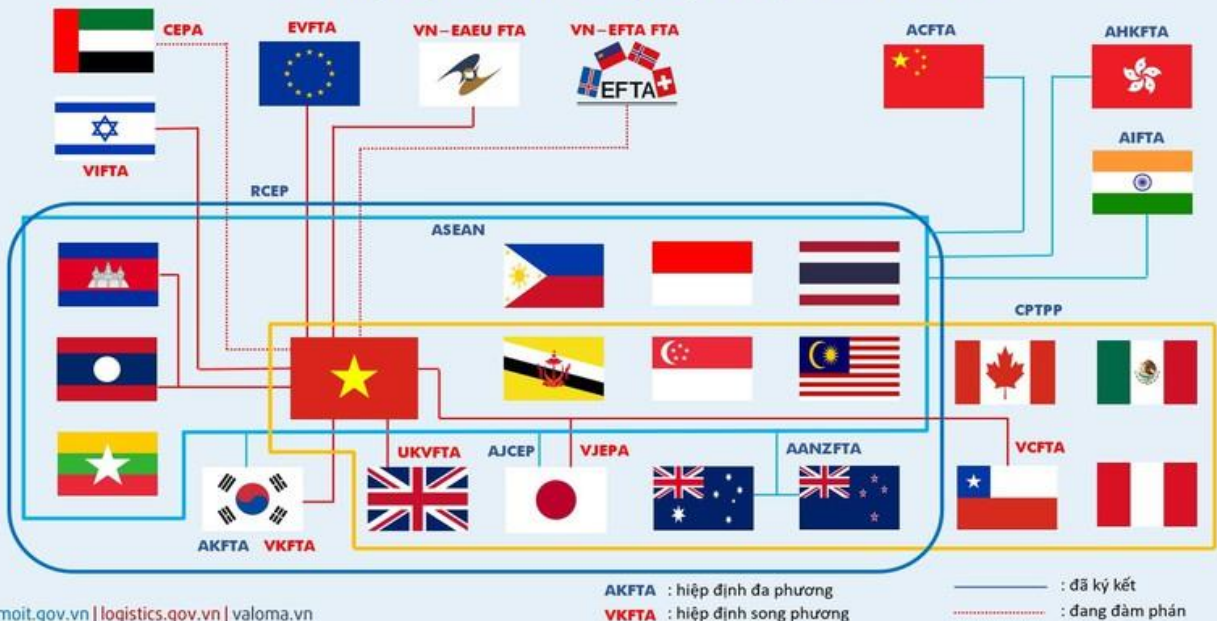 CEPA
EVFTA
VN–EAEU FTA
VN–EFTA FTA
ACFTA
AHKFTA
EFTA
VIFTA
AIFTA
RCEP
ASEAN
CPTPP
UKVFTA
AJCEP
VJEPA
AANZFTA
VCFTA
AKFTA VKFTA
AKFTA : hiệp định đa phương
: đã ký kết
moit.gov.vn | logistics.gov.vn | valoma.vn
VKFTA : hiệp định song phương
: đang đàm phán